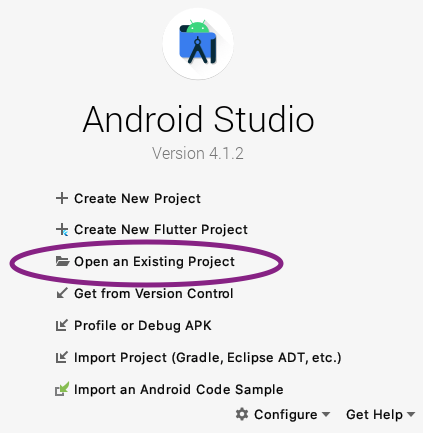 Android Studio
Version 4.1.2
Create New Project
Create New Flutter Project
Open an Existing Project
Get from Version Control
Profile or Debug APK
Import Project (Gradle, Eclipse ADT, etc.)
Import an Android Code Sample
Configure Get Help